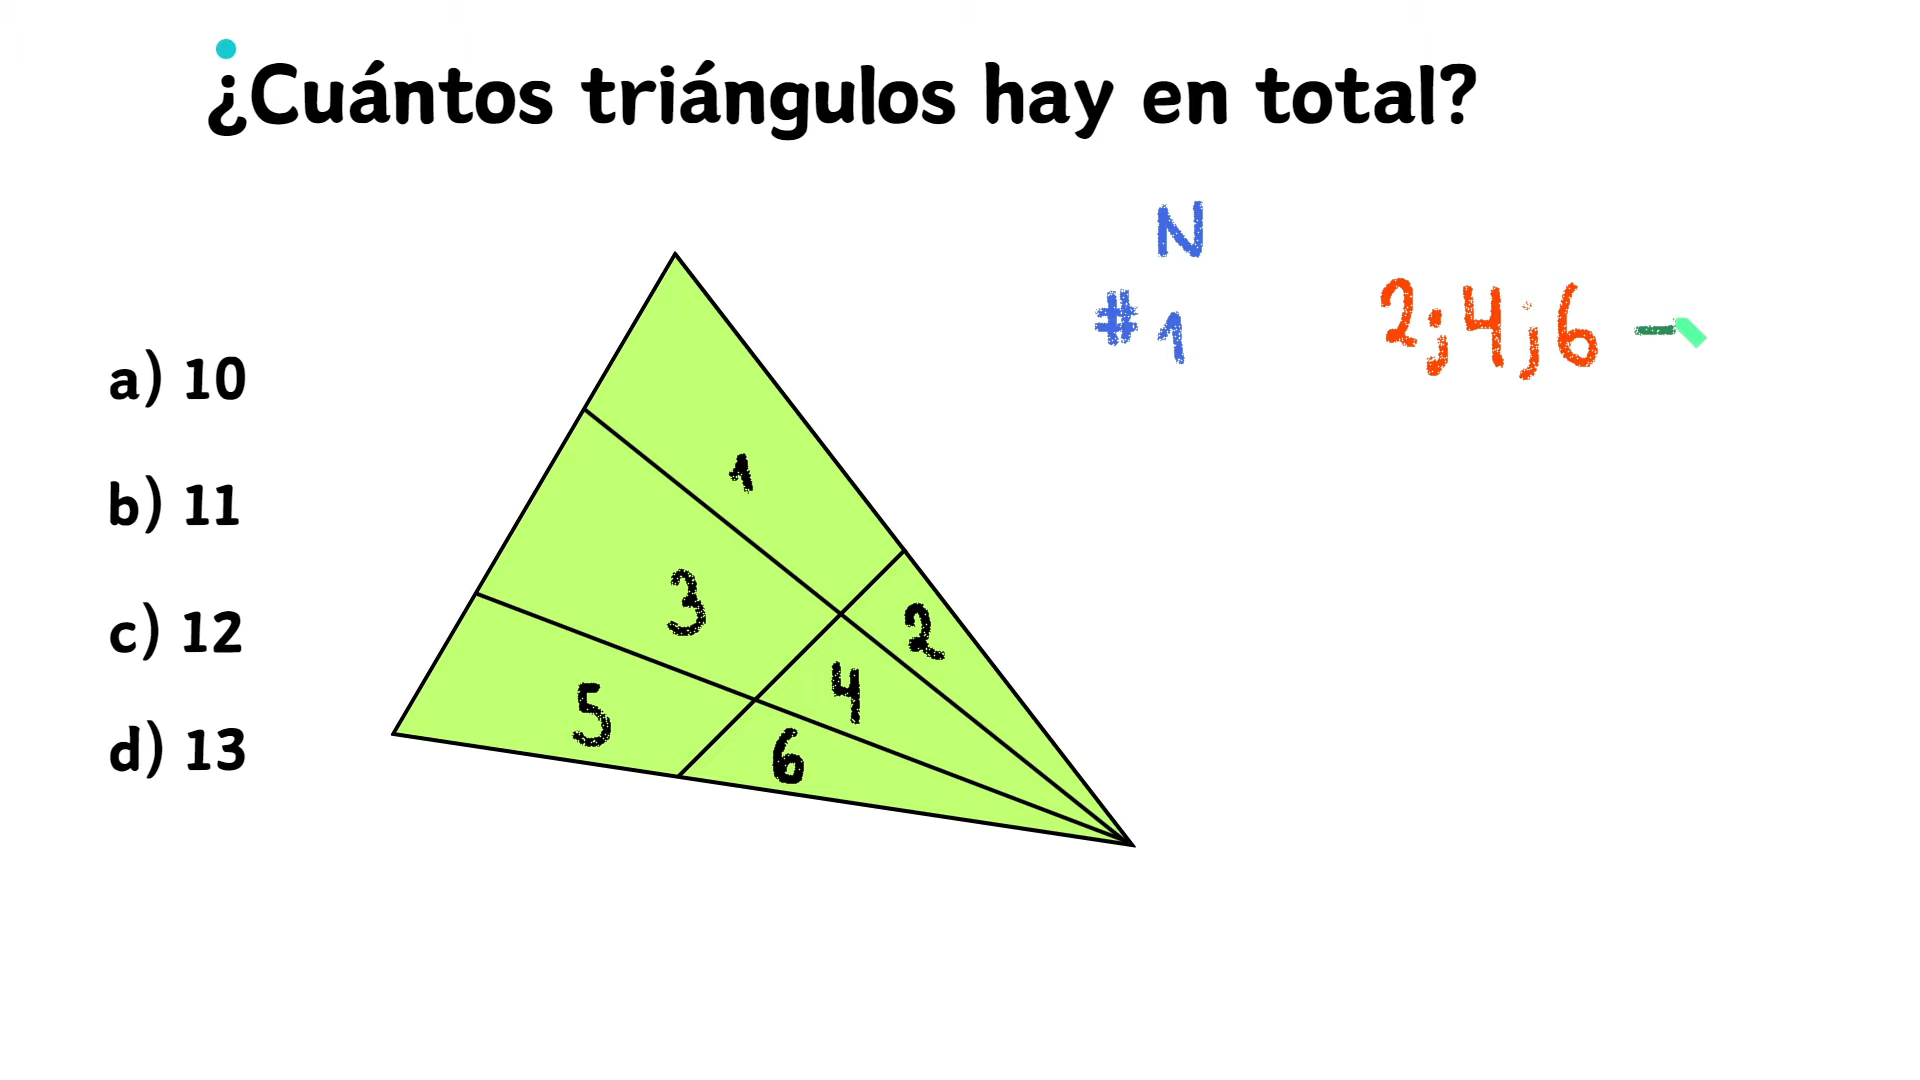 ¿Cuántos triángulos hay en total?
N
# 1
2;4;6 -
a) 10
b) 11
c) 12
d) 13
1
3
2
4
5
6